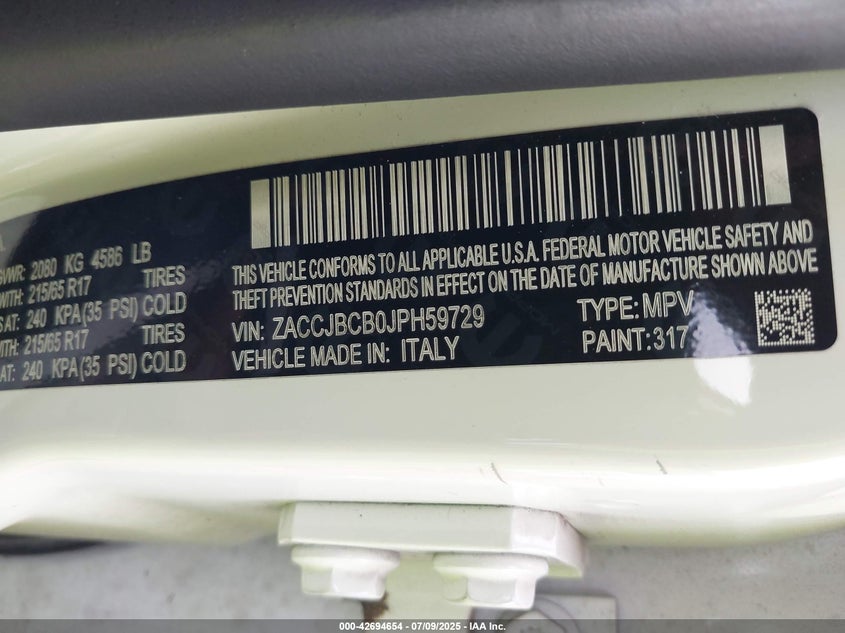 GVWR: 2080 KG 4586 LB
WITH: 215/65 R17 TIRES
AT: 240 KPA(35 PSI) COLD
WITH: 215/65 R17 TIRES
AT: 240 KPA(35 PSI) COLD
THIS VEHICLE CONFORMS TO ALL APPLICABLE U.S.A. FEDERAL MOTOR VEHICLE SAFETY AND
THEFT PREVENTION STANDARDS IN EFFECT ON THE DATE OF MANUFACTURE SHOWN ABOVE
VIN: ZACCJBCB0JPH59729 TYPE: MPV
VEHICLE MADE IN: ITALY PAINT:317
000-42694654 - 07/09/2025 - IAA Inc.